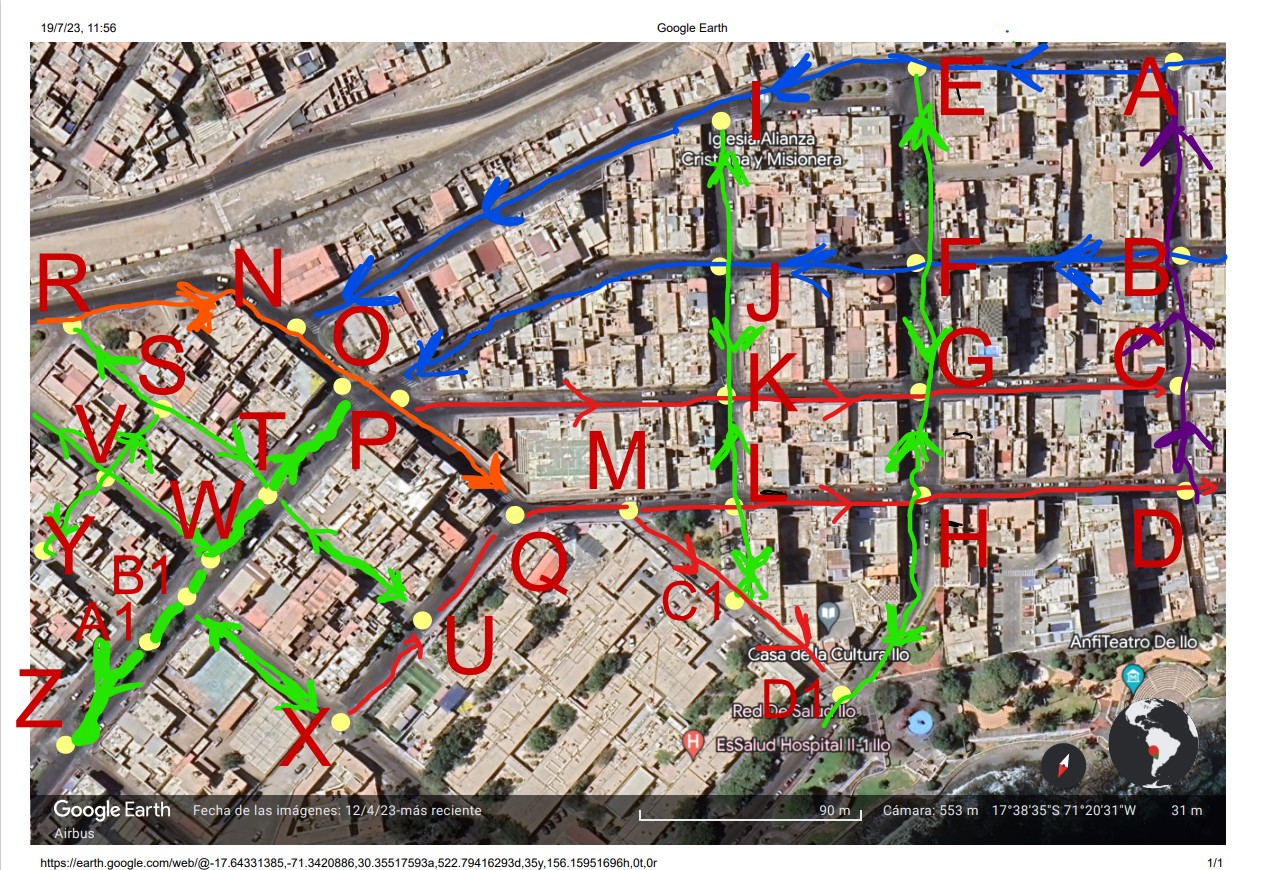 19/7/23, 11:56
Google Earth
A
E
I
Iglesia Alianza
Cristiana y Misionera
R
N
O
F
B
J
S
G
C
K
V
T
P
M
L
W
Y
B1
Q
H
D
A1
C1
U
Z
X
Casa de la Cultura Ilo
AnfiTeatro De Ilo
D1
Red De Salud Ilo
EsSalud Hospital II-1 Ilo
Google Earth
Airbus
Fecha de las imágenes: 12/4/23-más reciente
90 m
Cámara: 553 m
17°38'35"S 71°20'31"W
31 m
https://earth.google.com/web/@-17.64331385,-71.3420886,30.35517593a,522.79416293d,35y,156.15951696h,0t,0r
1/1